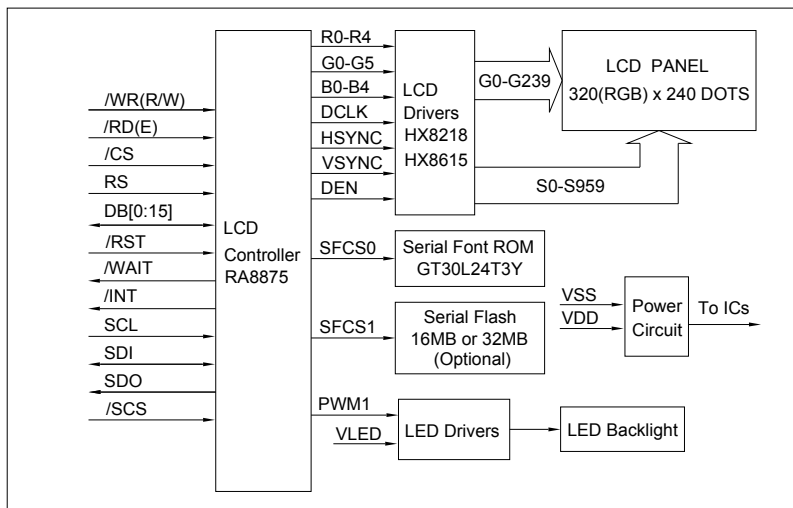 /WR(R/W)
/RD(E)
/CS
RS
DB[0:15]
/RST
/WAIT
/INT
SCL
SDI
SDO
/SCS
LCD
Controller
RA8875
R0-R4
G0-G5
B0-B4
DCLK
HSYNC
VSYNC
DEN
SFCS0
SFCS1
PWM1
VLED
LCD
Drivers
HX8218
HX8615
G0-G239
S0-S959
LCD PANEL
320(RGB) x 240 DOTS
Serial Font ROM
GT30L24T3Y
Serial Flash
16MB or 32MB
(Optional)
VSS
VDD
Power
Circuit
To ICs
LED Drivers
LED Backlight